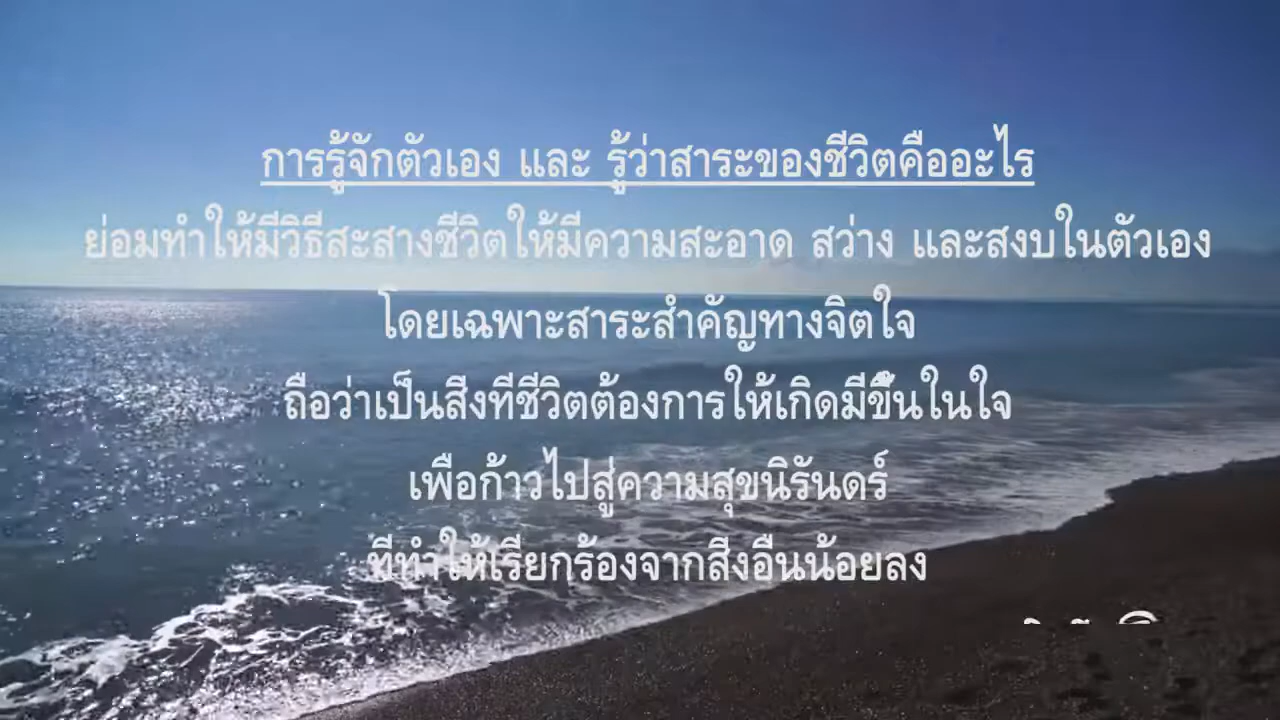 การรู้จักตัวเอง และ รู้ว่าสาระของชีวิตคืออะไร
ย่อมทำให้มีวิธีสะสางชีวิตให้มีความสะอาด สว่าง และสงบในตัวเอง
โดยเฉพาะสาระสำคัญทางจิตใจ
ถือว่าเป็นสิ่งที่ชีวิตต้องการให้เกิดมีขึ้นในใจ
เพื่อก้าวไปสู่ความสุขนิรันดร์
ที่ทำให้เรียกร้องจากสิ่งอื่นน้อยลง